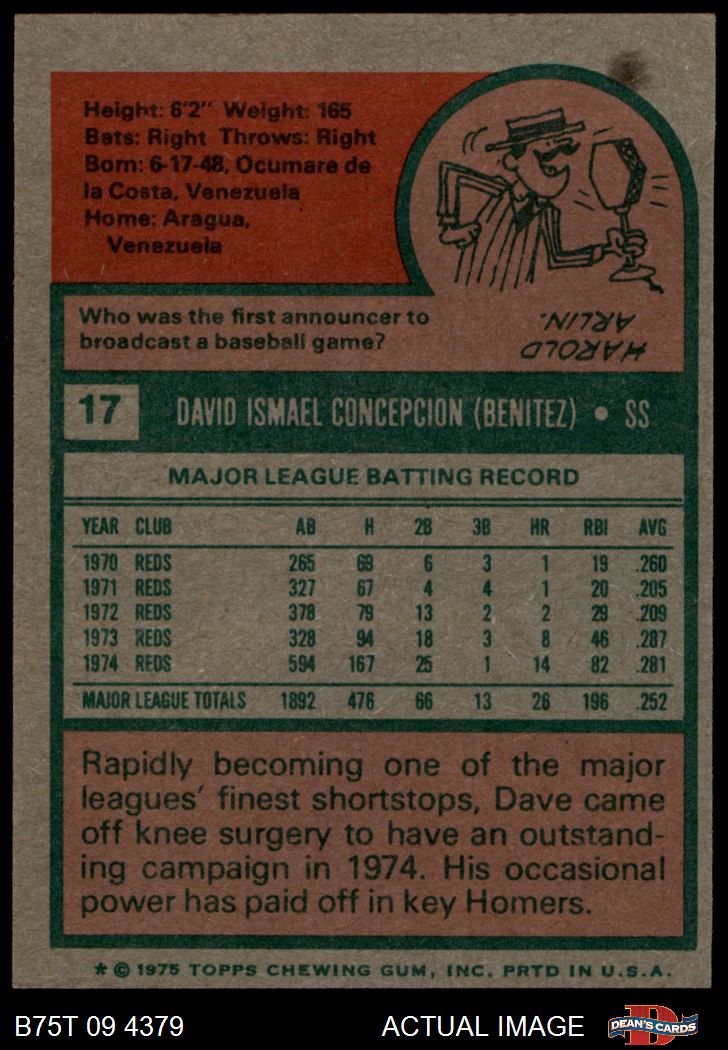 Height: 6'2" Weight: 165
Bats: Right Throws: Right
Born: 6-17-48, Ocumare de
la Costa, Venezuela
Home: Aragua,
Venezuela
Who was the first announcer to
broadcast a baseball game?
HAROLD
ARLIN.
17 DAVID ISMAEL CONCEPCION (BENITEZ) • SS
MAJOR LEAGUE BATTING RECORD
YEAR CLUB AB H 2B 3B HR RBI AVG
1970 REDS 265 69 6 3 1 19 .260
1971 REDS 327 67 4 4 1 20 .205
1972 REDS 378 79 13 2 2 29 .209
1973 REDS 328 94 18 3 8 46 .287
1974 REDS 594 167 25 1 14 82 .281
MAJOR LEAGUE TOTALS 1892 476 66 13 26 196 .252
Rapidly becoming one of the major
leagues' finest shortstops, Dave came
off knee surgery to have an outstand-
ing campaign in 1974. His occasional
power has paid off in key Homers.
* © 1975 TOPPS CHEWING GUM, INC. PRTD IN U.S.A.
B75T 09 4379 ACTUAL IMAGE D DEAN'S CARDS